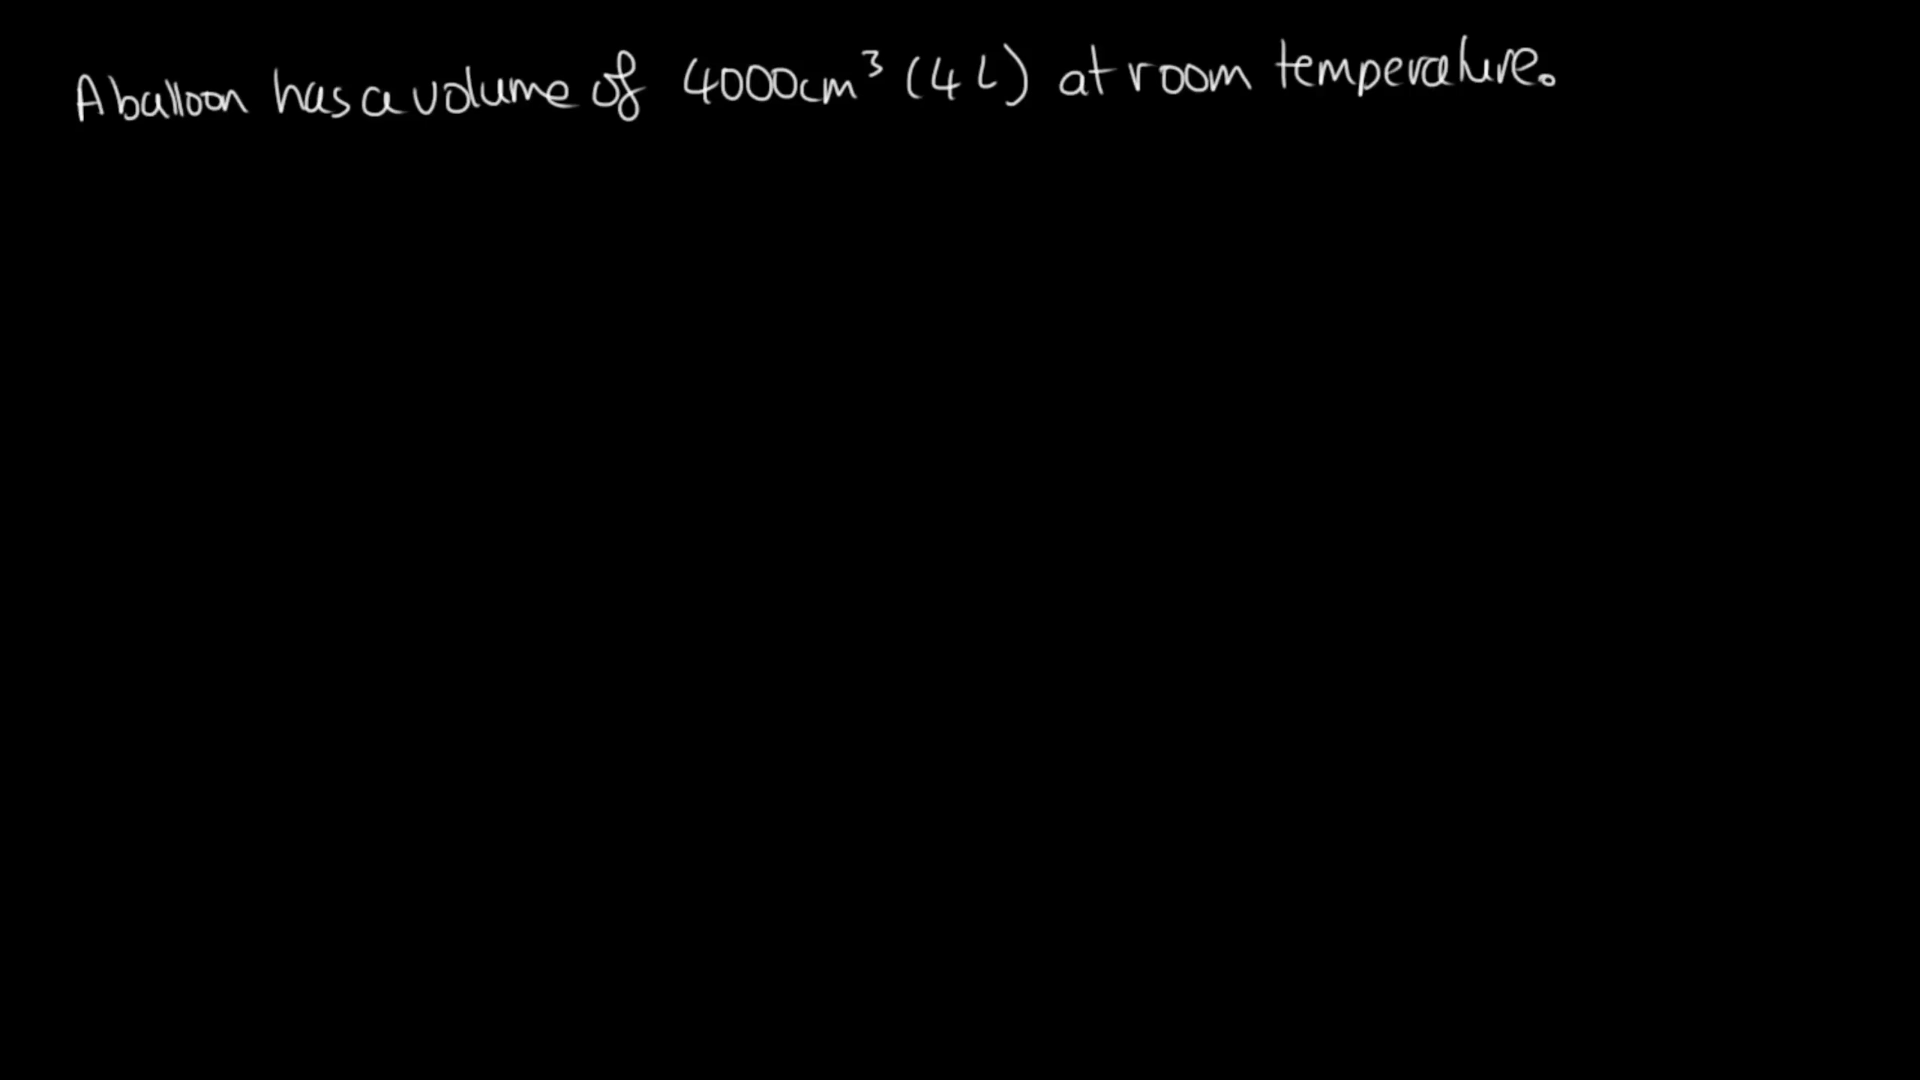 A balloon has a volume of 4000cm³ (4 L) at room temperature.